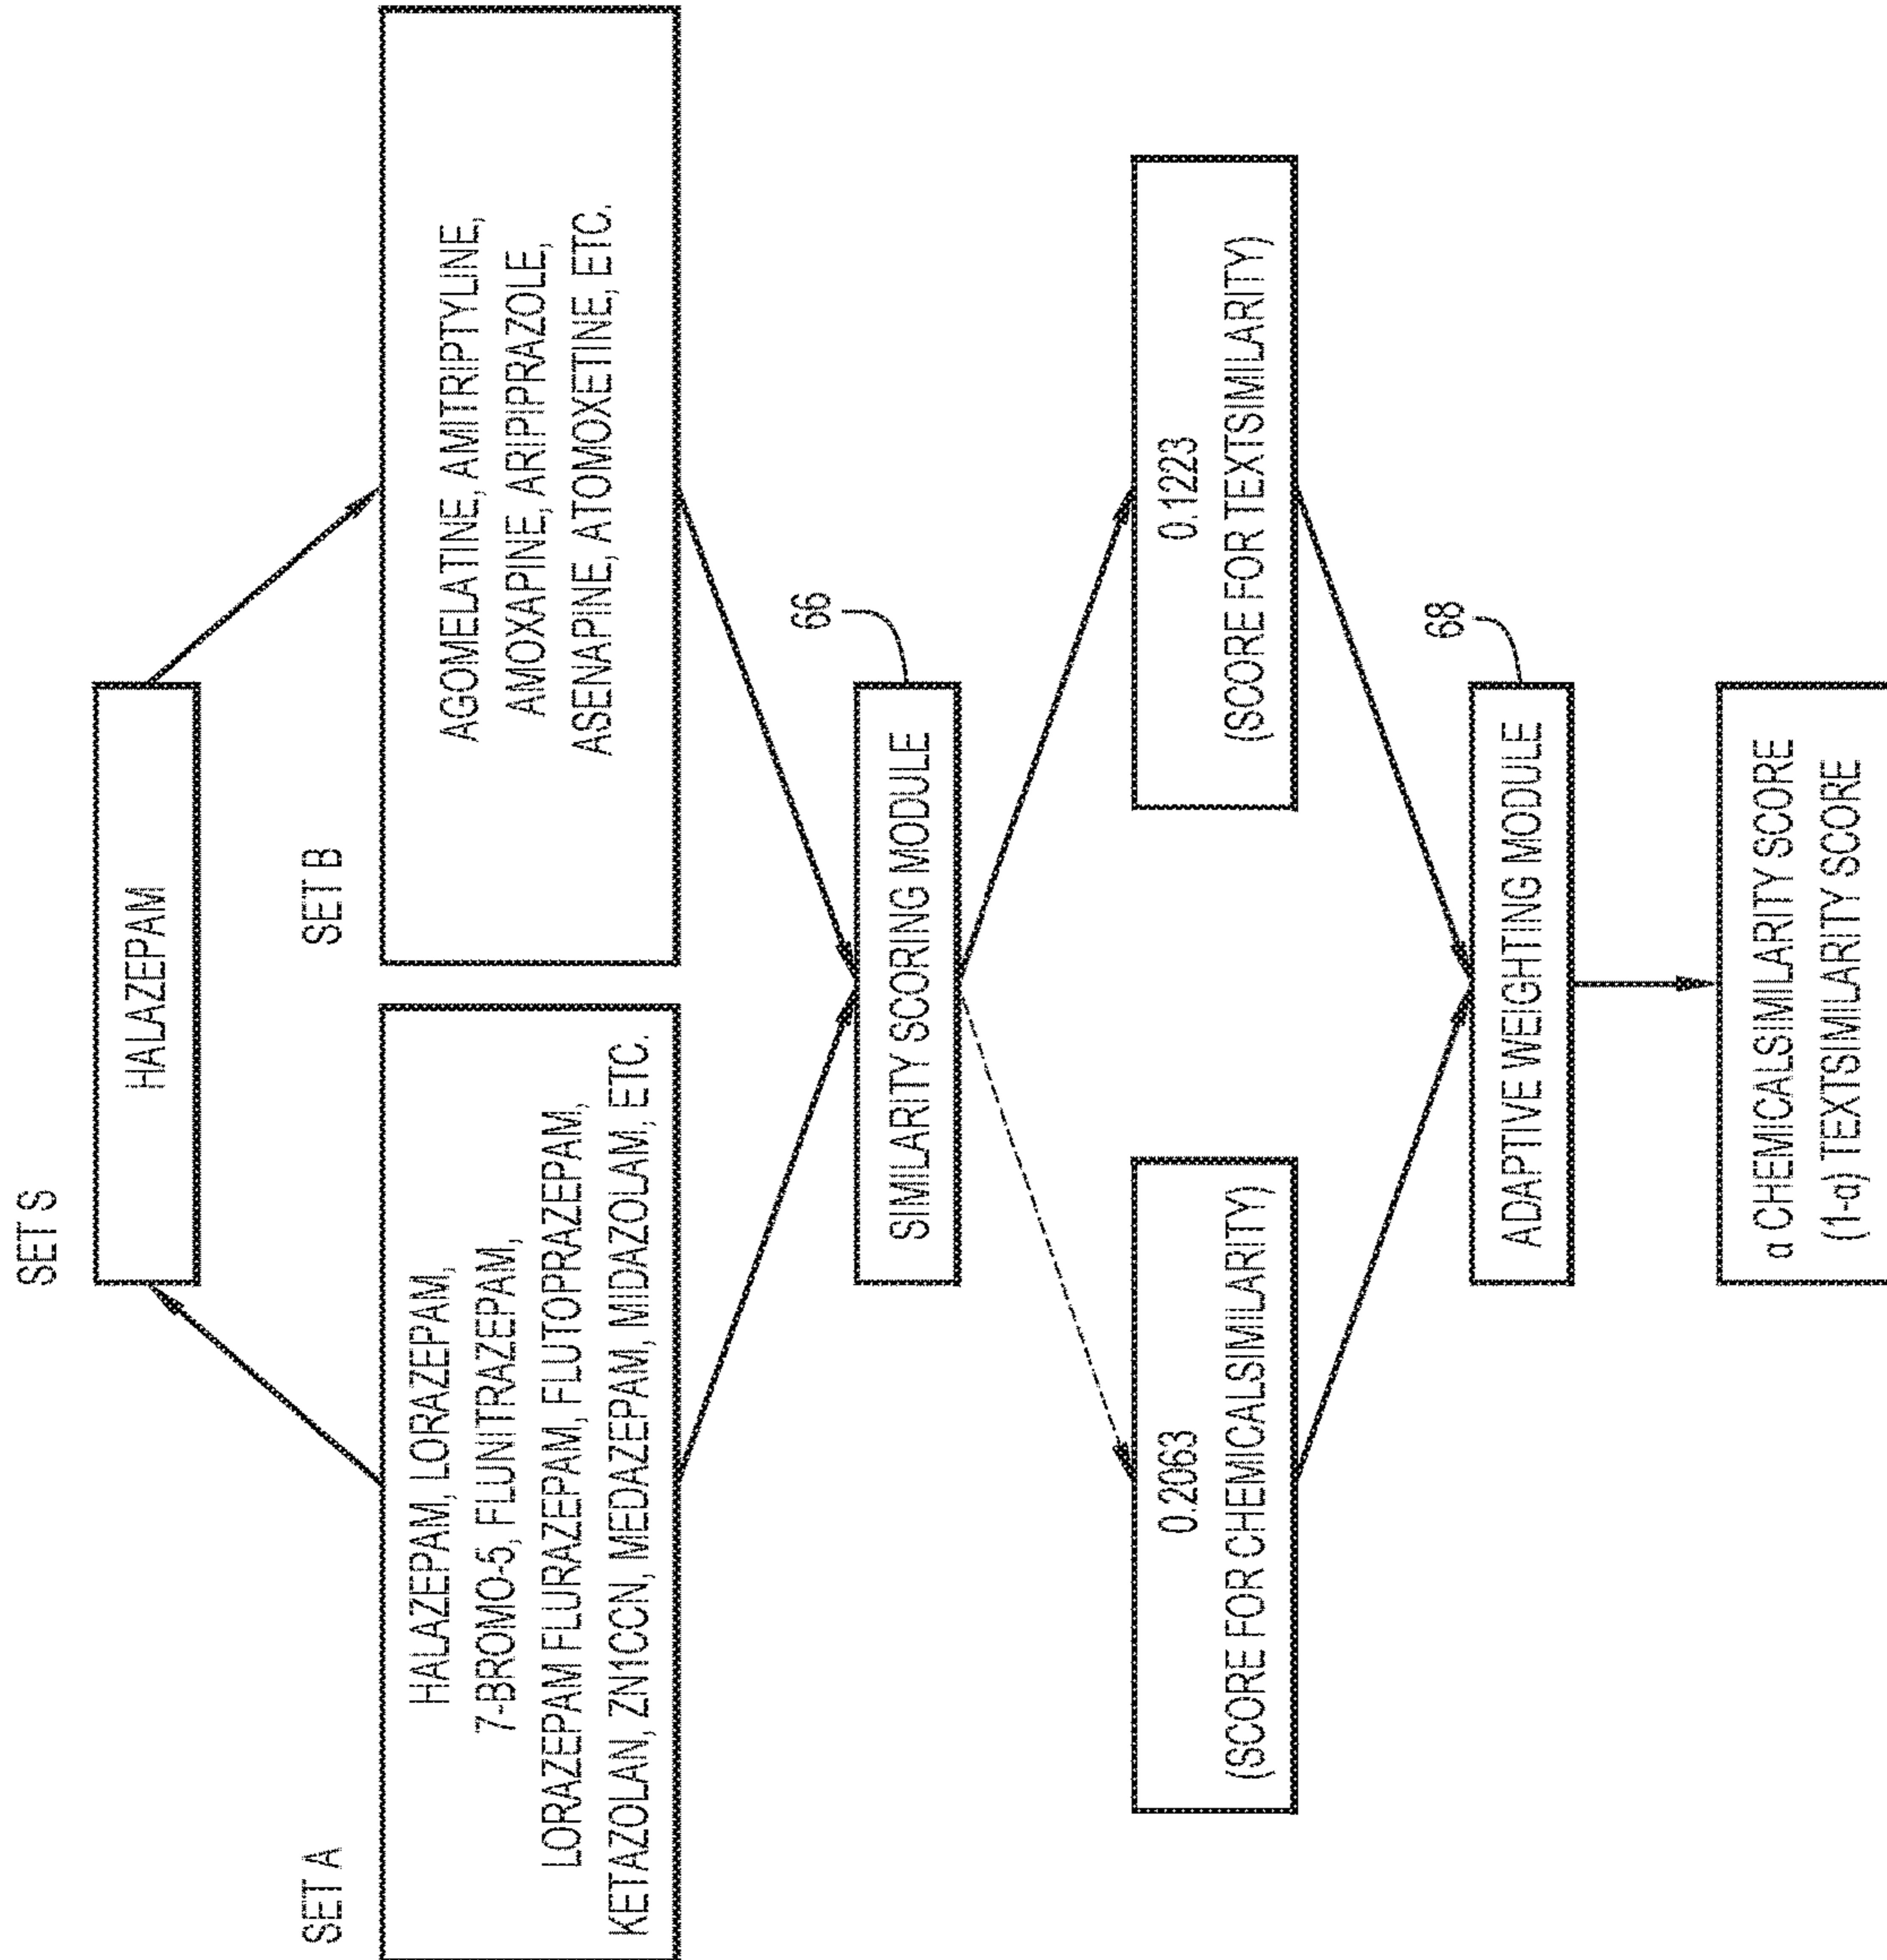 SET S
HALAZEPAM
SET A
HALAZEPAM, LORAZEPAM,
7-BROMO-5, FLUNITRAZEPAM,
LORAZEPAM FLURAZEPAM, FLUTOPRAZEPAM,
KETAZOLAN, ZN1CCN, MEDAZEPAM, MIDAZOLAM, ETC.
SET B
AGOMELATINE, AMITRIPTYLINE,
AMOXAPINE, ARIPIPRAZOLE,
ASENAPINE, ATOMOXETINE, ETC.
SIMILARITY SCORING MODULE
66
0.2063
(SCORE FOR CHEMICALSIMILARITY)
0.1223
(SCORE FOR TEXTSIMILARITY)
ADAPTIVE WEIGHTING MODULE
68
α CHEMICALSIMILARITY SCORE
(1-α) TEXTSIMILARITY SCORE